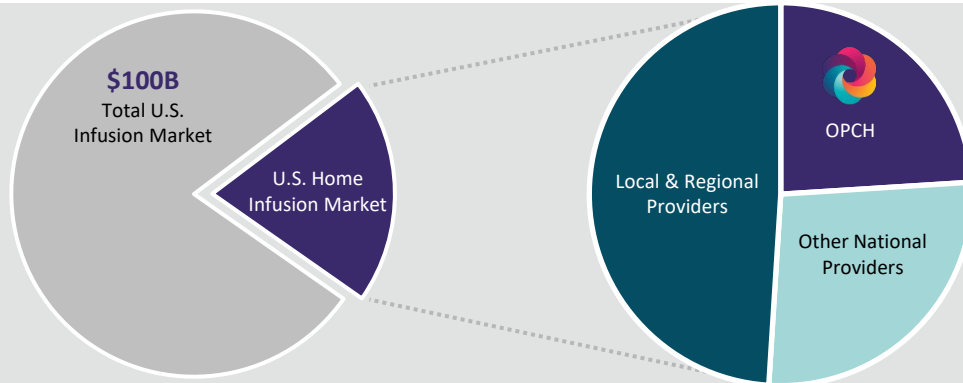 $100B
Total U.S.
Infusion Market
U.S. Home
Infusion Market
Local & Regional
Providers
OPCH
Other National
Providers